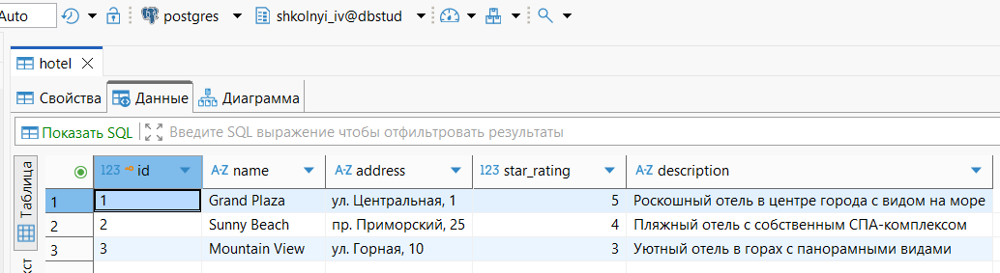 Auto postgres shkolnyi_iv@dbstud
hotel
Свойства Данные Диаграмма
Показать SQL Введите SQL выражение чтобы отфильтровать результаты
Таблица
123 id A-Z name A-Z address 123 star_rating A-Z description
1 1 Grand Plaza ул. Центральная, 1 5 Роскошный отель в центре города с видом на море
2 2 Sunny Beach пр. Приморский, 25 4 Пляжный отель с собственным СПА-комплексом
3 3 Mountain View ул. Горная, 10 3 Уютный отель в горах с панорамными видами